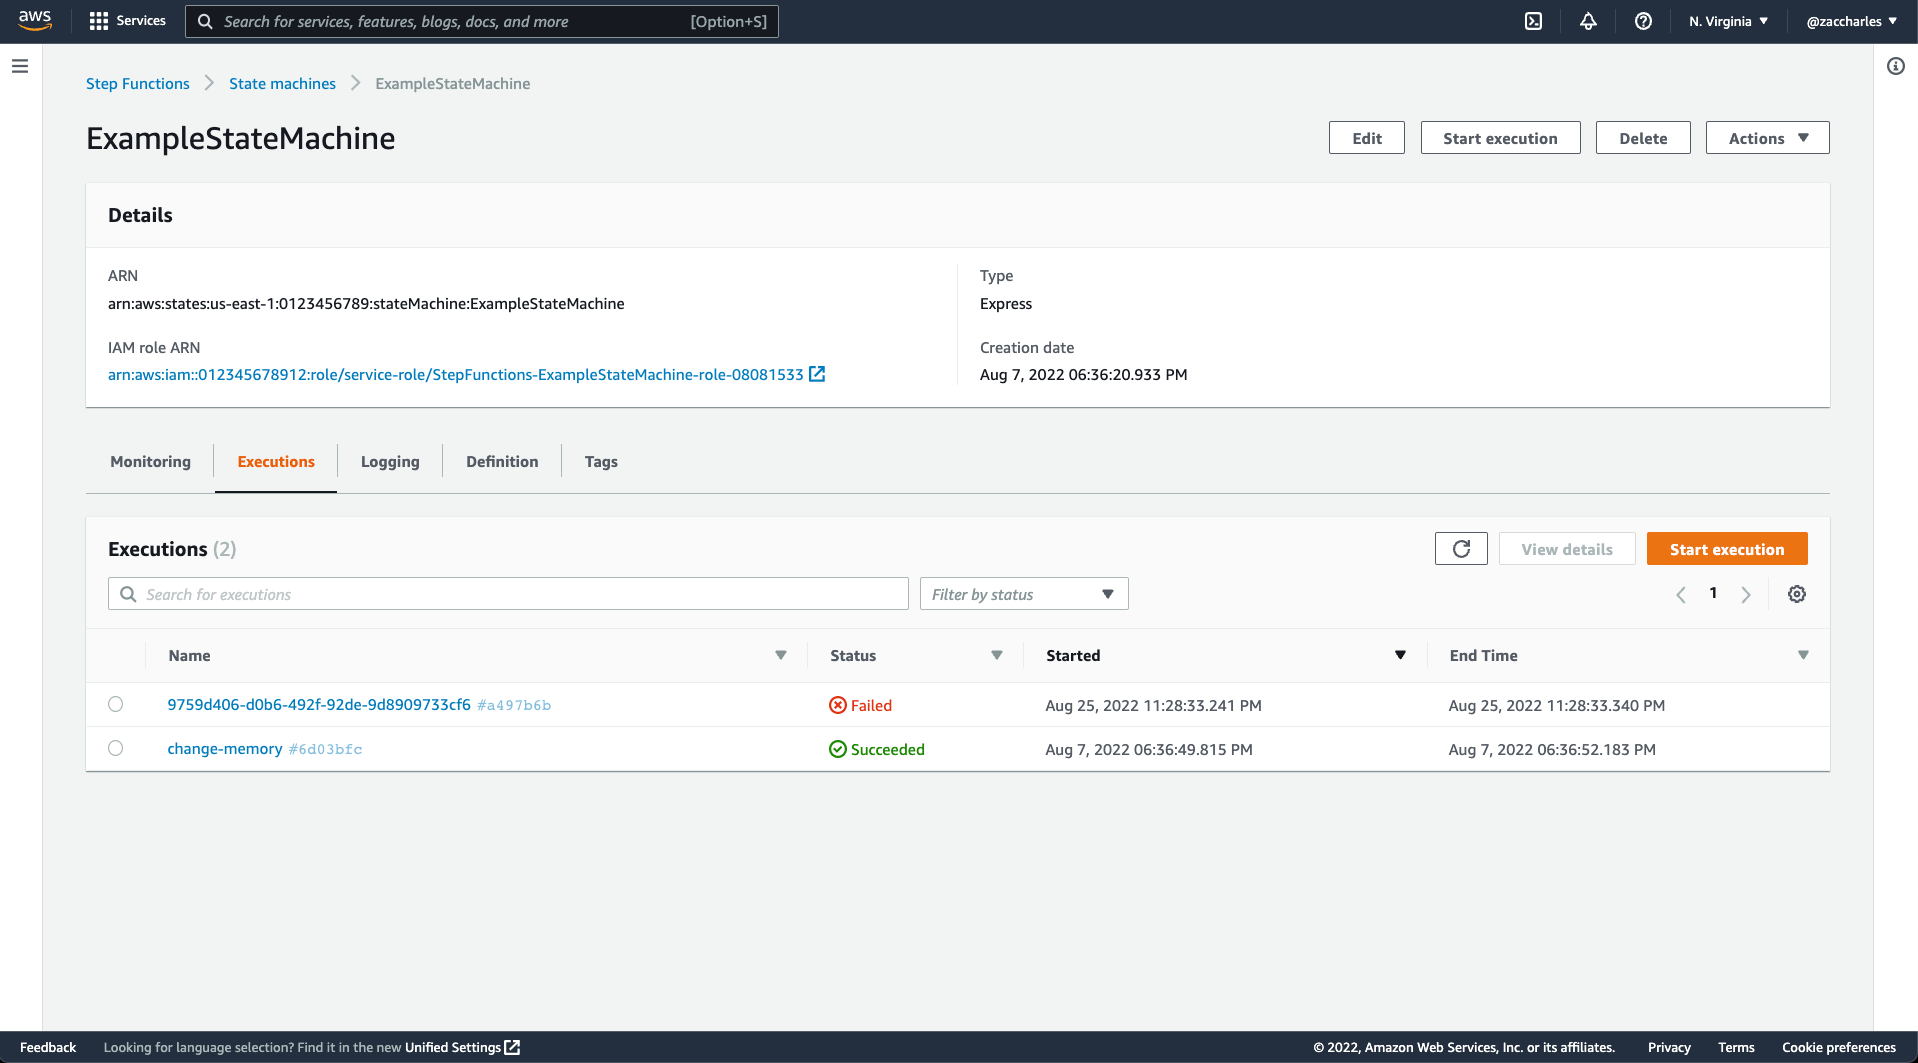 aws Services Search for services, features, blogs, docs, and more [Option+S] N. Virginia @zaccharles
Step Functions State machines ExampleStateMachine
ExampleStateMachine Edit Start execution Delete Actions
Details
ARN Type
arn:aws:states:us-east-1:0123456789:stateMachine:ExampleStateMachine Express
IAM role ARN Creation date
arn:aws:iam::012345678912:role/service-role/StepFunctions-ExampleStateMachine-role-08081533 Aug 7, 2022 06:36:20.933 PM
Monitoring Executions Logging Definition Tags
Executions (2) View details Start execution
Search for executions Filter by status 1
Name Status Started End Time
9759d406-d0b6-492f-92de-9d8909733cf6 #a497b6b Failed Aug 25, 2022 11:28:33.241 PM Aug 25, 2022 11:28:33.340 PM
change-memory #6d03bfc Succeeded Aug 7, 2022 06:36:49.815 PM Aug 7, 2022 06:36:52.183 PM
Feedback Looking for language selection? Find it in the new Unified Settings © 2022, Amazon Web Services, Inc. or its affiliates. Privacy Terms Cookie preferences